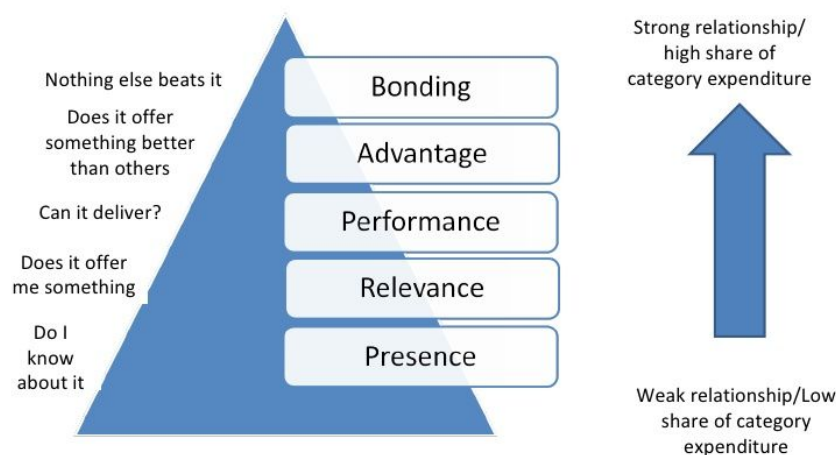 Nothing else beats it
Does it offer
something better
than others
Can it deliver?
Does it offer
me something
Do I
know
about it
Bonding
Advantage
Performance
Relevance
Presence
Strong relationship/
high share of
category expenditure
Weak relationship/Low
share of category
expenditure